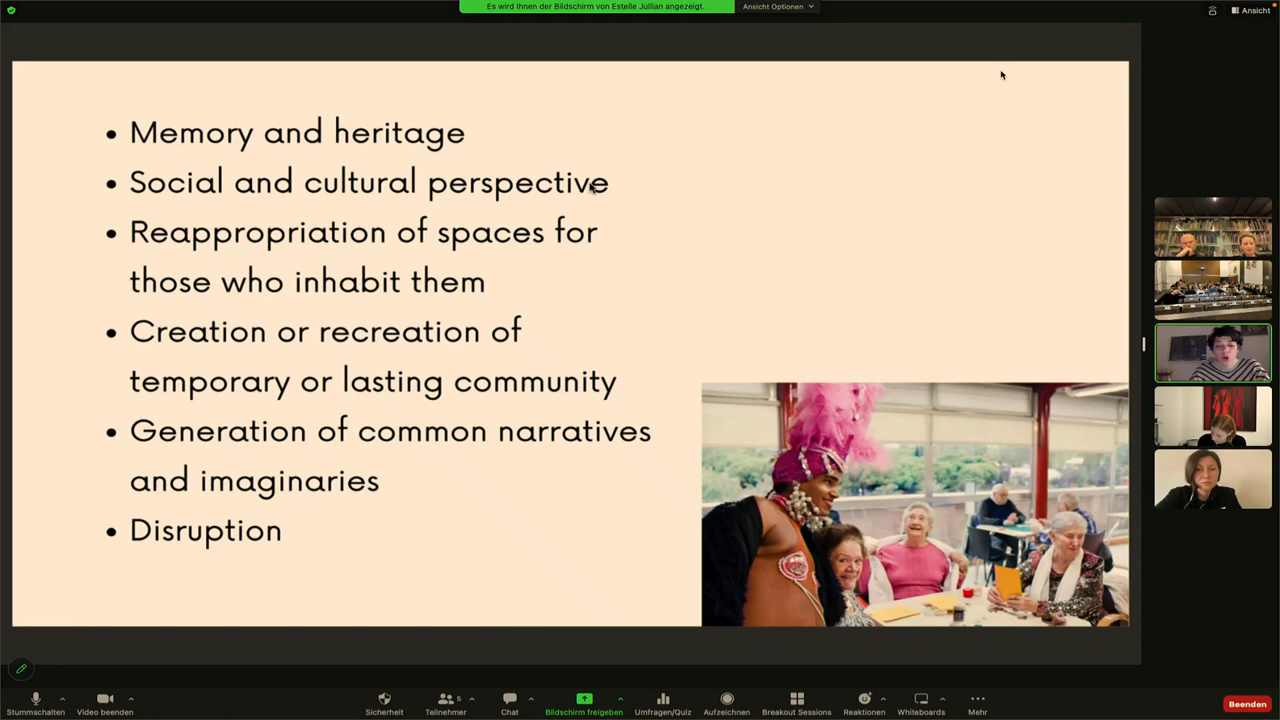 Es wird Ihnen der Bildschirm von Estelle Jullian angezeigt.
Ansicht Optionen
Ansicht
• Memory and heritage
• Social and cultural perspective
• Reappropriation of spaces for
those who inhabit them
• Creation or recreation of
temporary or lasting community
• Generation of common narratives
and imaginaries
• Disruption
Stummschalten
Video beenden
Sicherheit
Teilnehmer
6
Chat
Bildschirm freigeben
Umfragen/Quiz
Aufzeichnen
Breakout Sessions
Reaktionen
Whiteboards
Mehr
Beenden